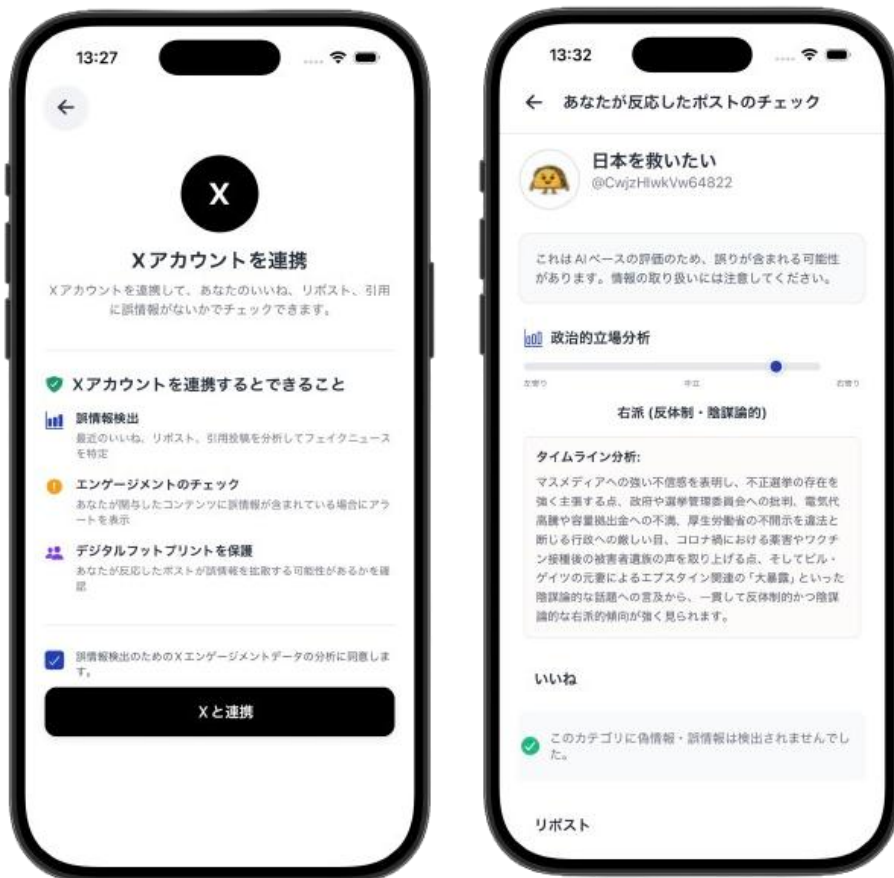 13:27
X
Xアカウントを連携
Xアカウントを連携して、あなたのいいね、リポスト、引用
に誤情報がないかでチェックできます。
Xアカウントを連携するとできること
誤情報検出
最近のいいね、リポスト、引用投稿を分析してフェイクニュース
を特定
エンゲージメントのチェック
あなたが関与したコンテンツに誤情報が含まれている場合にアラ
ートを表示
デジタルフットプリントを保護
あなたが反応したポストが誤情報を拡散する可能性があるかを確
認
誤情報検出のためのXエンゲージメントデータの分析に同意しま
す。
Xと連携
13:32
あなたが反応したポストのチェック
日本を救いたい
@CwjzHlwkVw64822
これは AI ベースの評価のため、誤りが含まれる可能性
があります。情報の取り扱いには注意してください。
政治的立場分析
左寄り
中立
右寄り
右派 (反体制・陰謀論的)
タイムライン分析:
マスメディアへの強い不信感を表明し、不正選挙の存在を
強く主張する点、政府や選挙管理委員会への批判、電気代
高騰や容量拠出金への不満、厚生労働省の不開示を違法と
断じる行政への厳しい目、コロナ禍における薬害やワクチ
ン接種後の被害者遺族の声を取り上げる点、そしてビル・
ゲイツの元妻によるエプスタイン関連の「大暴露」といった
陰謀論的な話題への言及から、一貫して反体制的かつ陰謀
論的な右派的傾向が強く見られます。
いいね
このカテゴリに偽情報・誤情報は検出されませんでし
た。
リポスト